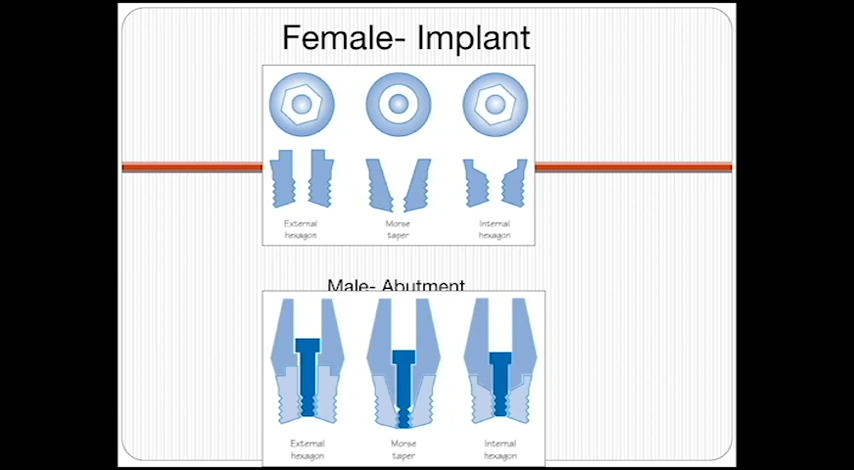 Female- Implant
External Morse Internal
hexagon taper hexagon
Male- Abutment
External Morse Internal
hexagon taper hexagon